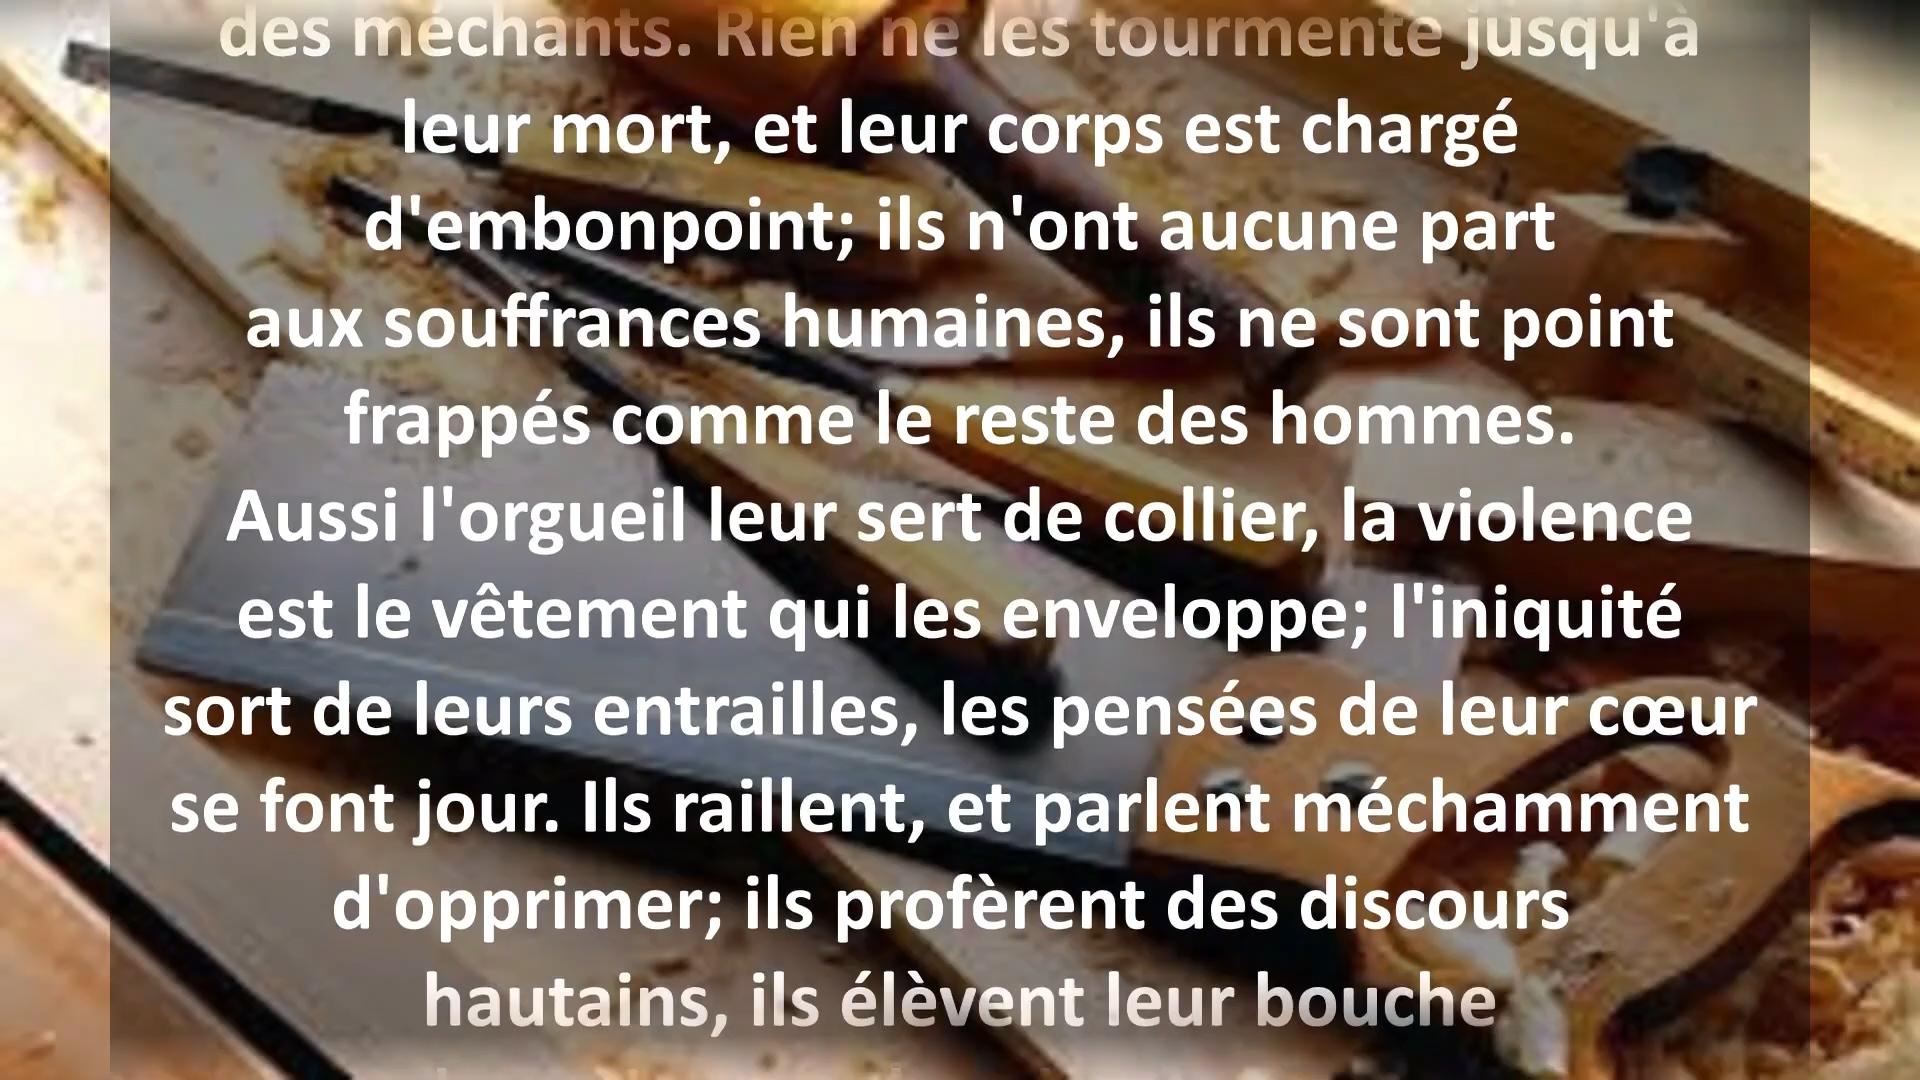 des méchants. Rien ne les tourmente jusqu'à
leur mort, et leur corps est chargé
d'embonpoint; ils n'ont aucune part
aux souffrances humaines, ils ne sont point
frappés comme le reste des hommes.
Aussi l'orgueil leur sert de collier, la violence
est le vêtement qui les enveloppe; l'iniquité
sort de leurs entrailles, les pensées de leur cœur
se font jour. Ils raillent, et parlent méchamment
d'opprimer; ils profèrent des discours
hautains, ils élèvent leur bouche